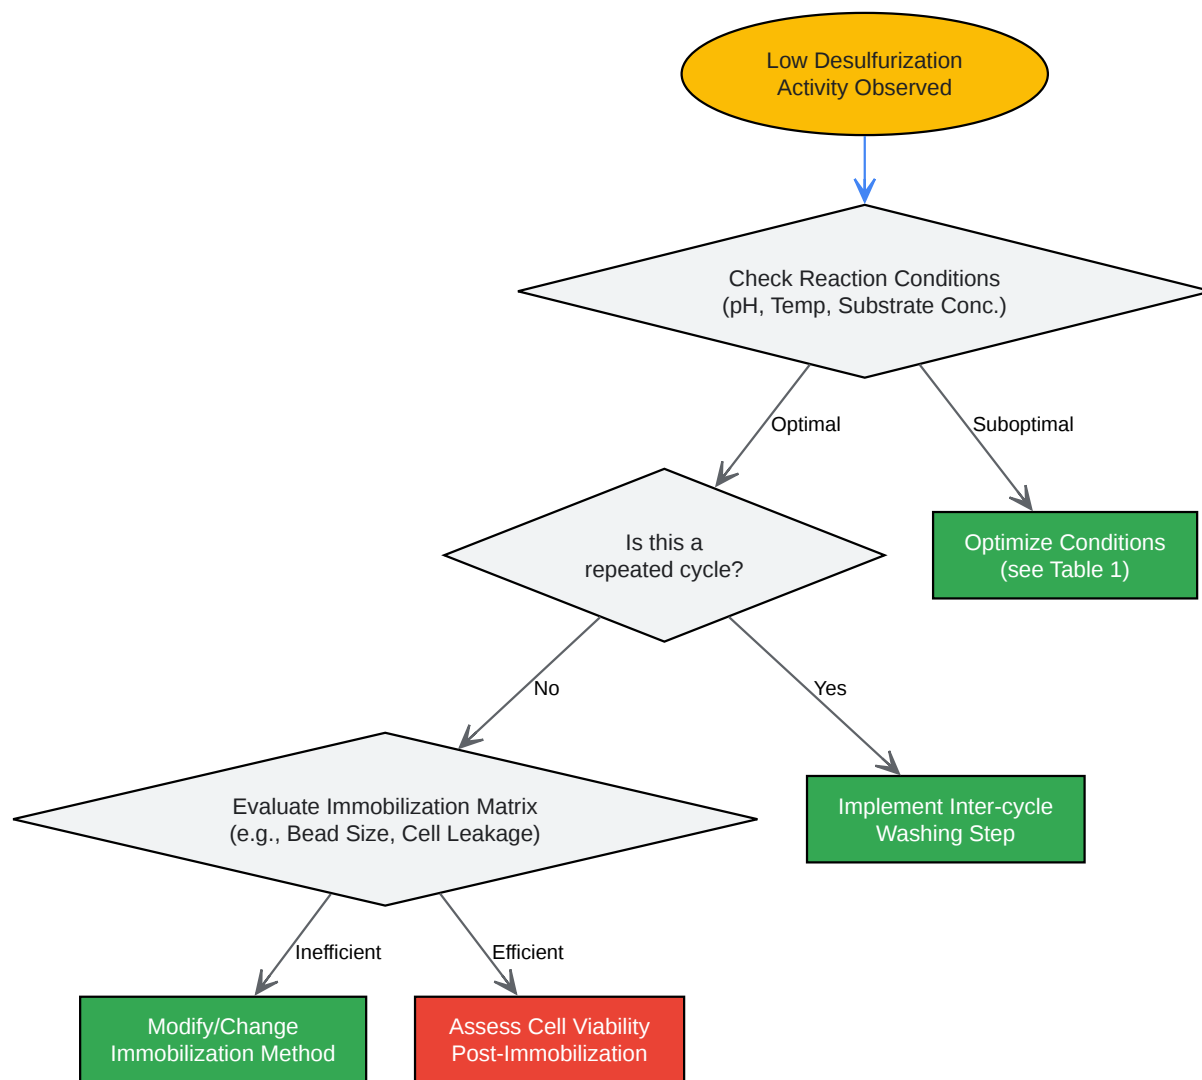 Low Desulfurization
Activity Observed
Check Reaction Conditions
(pH, Temp, Substrate Conc.)
Optimal
Suboptimal
Is this a
repeated cycle?
Optimize Conditions
(see Table 1)
No
Yes
Evaluate Immobilization Matrix
(e.g., Bead Size, Cell Leakage)
Implement Inter-cycle
Washing Step
Inefficient
Efficient
Modify/Change
Immobilization Method
Assess Cell Viability
Post-Immobilization